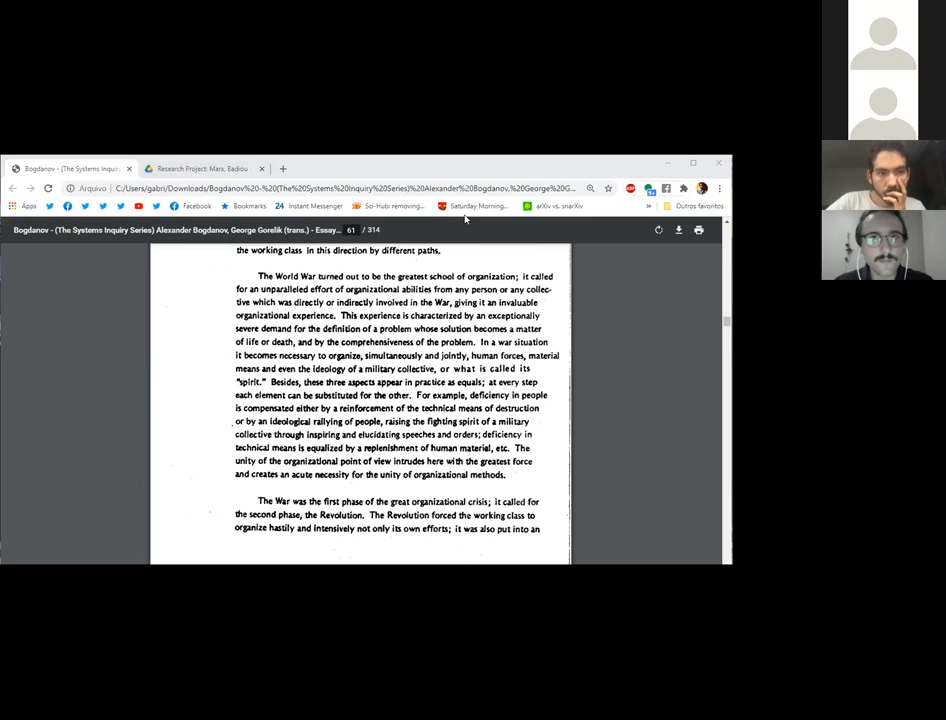 Bogdanov - (The Systems Inquiry
Research Project: Marx, Badiou
Arquivo
C:/Users/gabri/Downloads/Bogdanov%20-%20(The%20Systems%20Inquiry%20Series)%20Alexander%20Bogdanov,%20George%20G...
Apps
Facebook
Bookmarks
24 Instant Messenger
Sci-Hub: removing...
Saturday Morning...
arXiv vs. snarXiv
»
Outros favoritos
Bogdanov - (The Systems Inquiry Series) Alexander Bogdanov, George Gorelik (trans.) - Essay... 61 / 314
the working class in this direction by different paths.
The World War turned out to be the greatest school of organization; it called
for an unparalleled effort of organizational abilities from any person or any collec-
tive which was directly or indirectly involved in the War, giving it an invaluable
organizational experience. This experience is characterized by an exceptionally
severe demand for the definition of a problem whose solution becomes a matter
of life or death, and by the comprehensiveness of the problem. In a war situation
it becomes necessary to organize, simultaneously and jointly, human forces, material
means and even the ideology of a military collective, or what is called its
"spirit." Besides, these three aspects appear in practice as equals; at every step
each element can be substituted for the other. For example, deficiency in people
is compensated either by a reinforcement of the technical means of destruction
or by an ideological rallying of people, raising the fighting spirit of a military
collective through inspiring and elucidating speeches and orders; deficiency in
technical means is equalized by a replenishment of human material, etc. The
unity of the organizational point of view intrudes here with the greatest force
and creates an acute necessity for the unity of organizational methods.
The War was the first phase of the great organizational crisis; it called for
the second phase, the Revolution. The Revolution forced the working class to
organize hastily and intensively not only its own efforts; it was also put into an